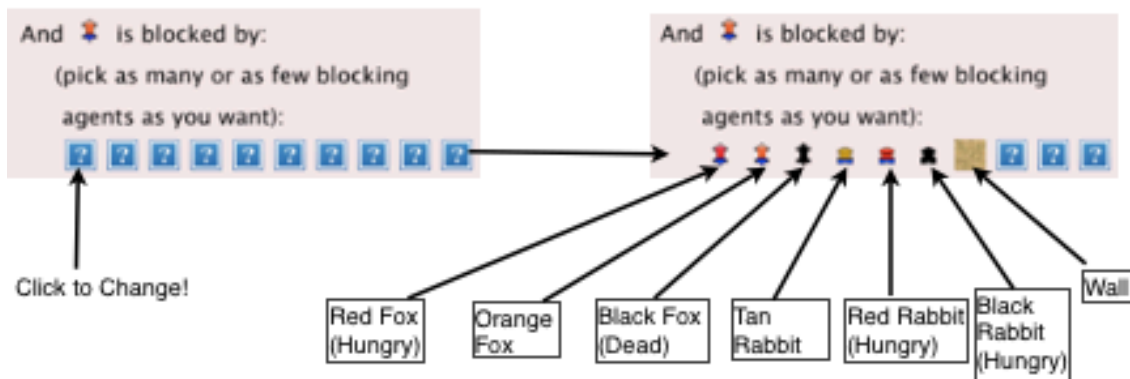 And is blocked by:
(pick as many or as few blocking
agents as you want):
? ? ? ? ? ? ? ? ? ?
Click to Change!
And is blocked by:
(pick as many or as few blocking
agents as you want):
? ? ?
Red Fox
(Hungry)
Orange
Fox
Black Fox
(Dead)
Tan
Rabbit
Red Rabbit
(Hungry)
Black
Rabbit
(Hungry)
Wall